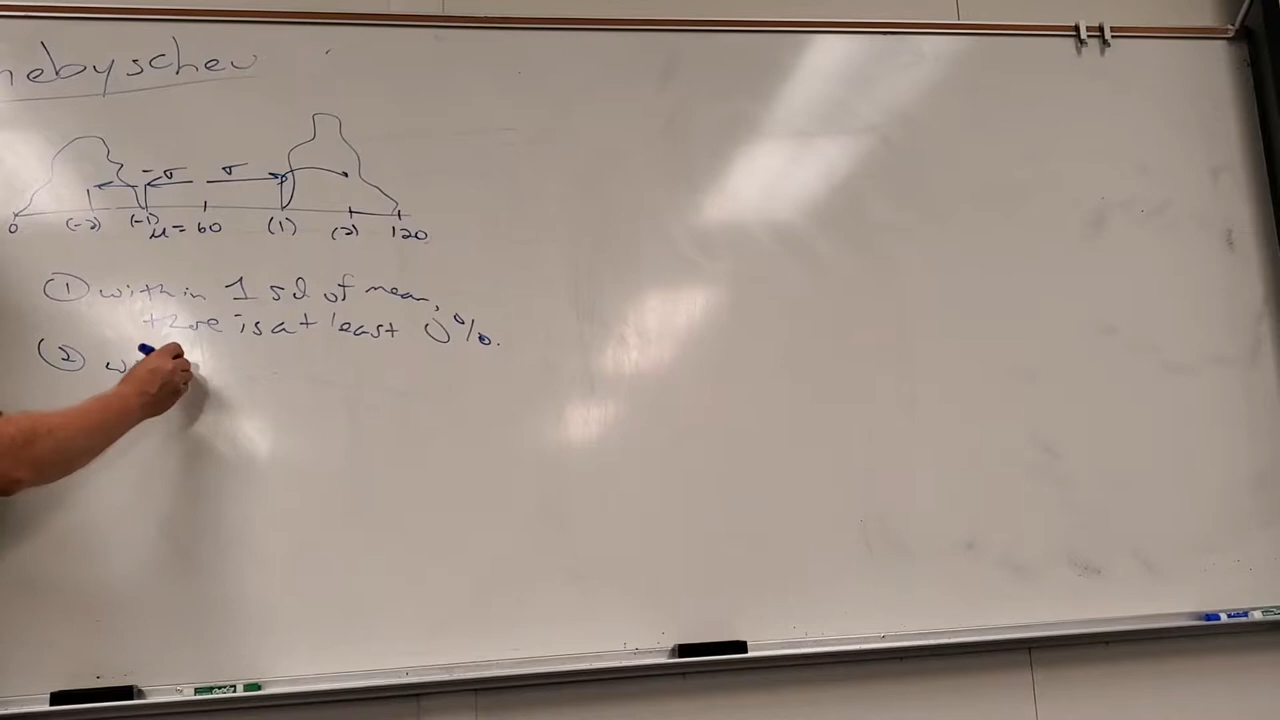 hebyschev
-σ σ
0 (-2) (-1) μ= 60 (1) (2) 120
① within 1 sd of mean,
there is at least 0%.
② w